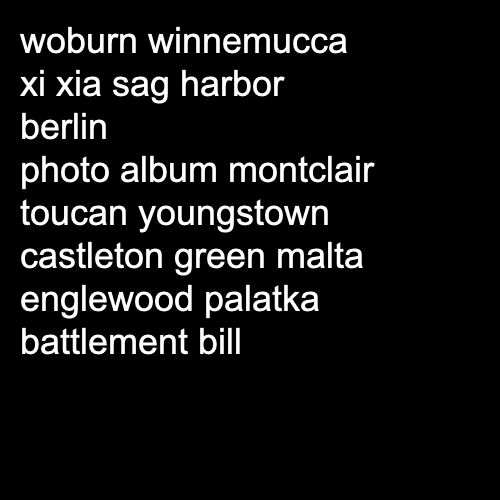 woburn winnemucca
xi xia sag harbor
berlin
photo album montclair
toucan youngstown
castleton green malta
englewood palatka
battlement bill